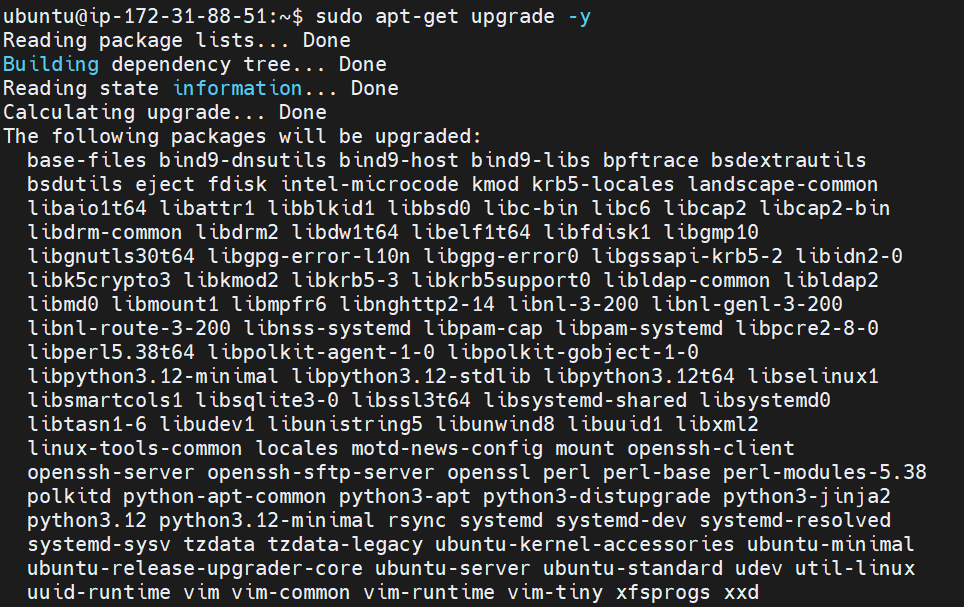 ubuntu@ip-172-31-88-51:~$ sudo apt-get upgrade -y
Reading package lists... Done
Building dependency tree... Done
Reading state information... Done
Calculating upgrade... Done
The following packages will be upgraded:
  base-files bind9-dnsutils bind9-host bind9-libs bpftrace bsdextrautils
  bsdutils eject fdisk intel-microcode kmod krb5-locales landscape-common
  libaio1t64 libattr1 libblkid1 libbsd0 libc-bin libc6 libcap2 libcap2-bin
  libdrm-common libdrm2 libdw1t64 libelf1t64 libfdisk1 libgmp10
  libgnutls30t64 libgpg-error-l10n libgpg-error0 libgssapi-krb5-2 libidn2-0
  libk5crypto3 libkmod2 libkrb5-3 libkrb5support0 libldap-common libldap2
  libmd0 libmount1 libmpfr6 libnghttp2-14 libnl-3-200 libnl-genl-3-200
  libnl-route-3-200 libnss-systemd libpam-cap libpam-systemd libpcre2-8-0
  libperl5.38t64 libpolkit-agent-1-0 libpolkit-gobject-1-0
  libpython3.12-minimal libpython3.12-stdlib libpython3.12t64 libselinux1
  libsmartcols1 libsqlite3-0 libssl3t64 libsystemd-shared libsystemd0
  libtasn1-6 libudev1 libunistring5 libunwind8 libuuid1 libxml2
  linux-tools-common locales motd-news-config mount openssh-client
  openssh-server openssh-sftp-server openssl perl perl-base perl-modules-5.38
  polkitd python-apt-common python3-apt python3-distupgrade python3-jinja2
  python3.12 python3.12-minimal rsync systemd systemd-dev systemd-resolved
  systemd-sysv tzdata tzdata-legacy ubuntu-kernel-accessories ubuntu-minimal
  ubuntu-release-upgrader-core ubuntu-server ubuntu-standard udev util-linux
  uuid-runtime vim vim-common vim-runtime vim-tiny xfsprogs xxd